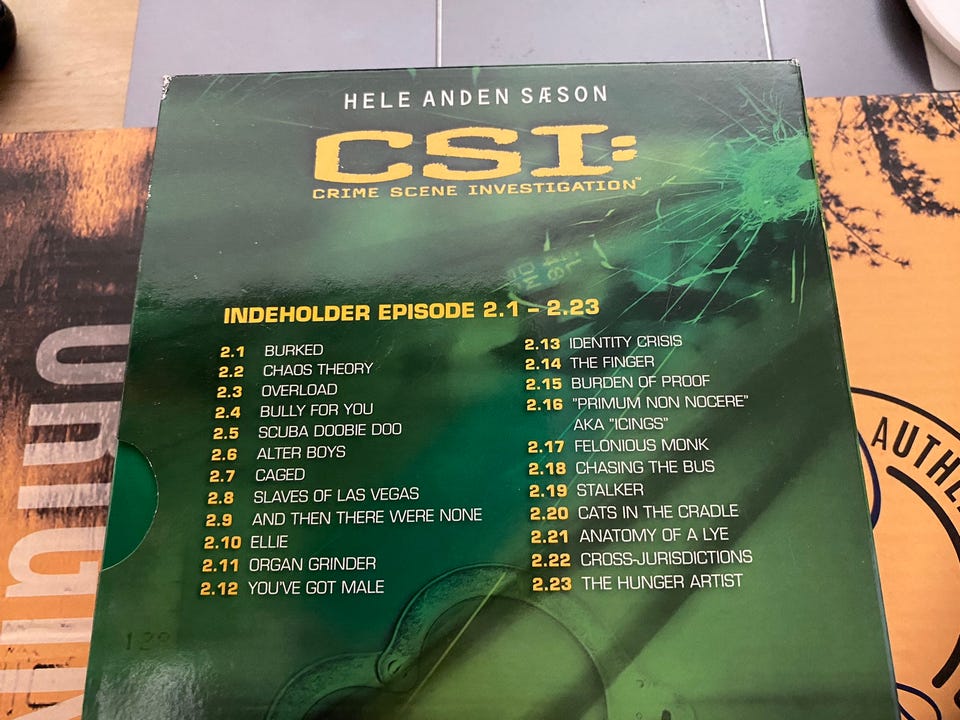 HELE ANDEN SÆSON
CSI:
CRIME SCENE INVESTIGATION™
INDEHOLDER EPISODE 2.1 – 2.23
2.1 BURKED
2.2 CHAOS THEORY
2.3 OVERLOAD
2.4 BULLY FOR YOU
2.5 SCUBA DOOBIE DOO
2.6 ALTER BOYS
2.7 CAGED
2.8 SLAVES OF LAS VEGAS
2.9 AND THEN THERE WERE NONE
2.10 ELLIE
2.11 ORGAN GRINDER
2.12 YOU'VE GOT MALE
2.13 IDENTITY CRISIS
2.14 THE FINGER
2.15 BURDEN OF PROOF
2.16 "PRIMUM NON NOCERE"
AKA "ICINGS"
2.17 FELONIOUS MONK
2.18 CHASING THE BUS
2.19 STALKER
2.20 CATS IN THE CRADLE
2.21 ANATOMY OF A LYE
2.22 CROSS-JURISDICTIONS
2.23 THE HUNGER ARTIST